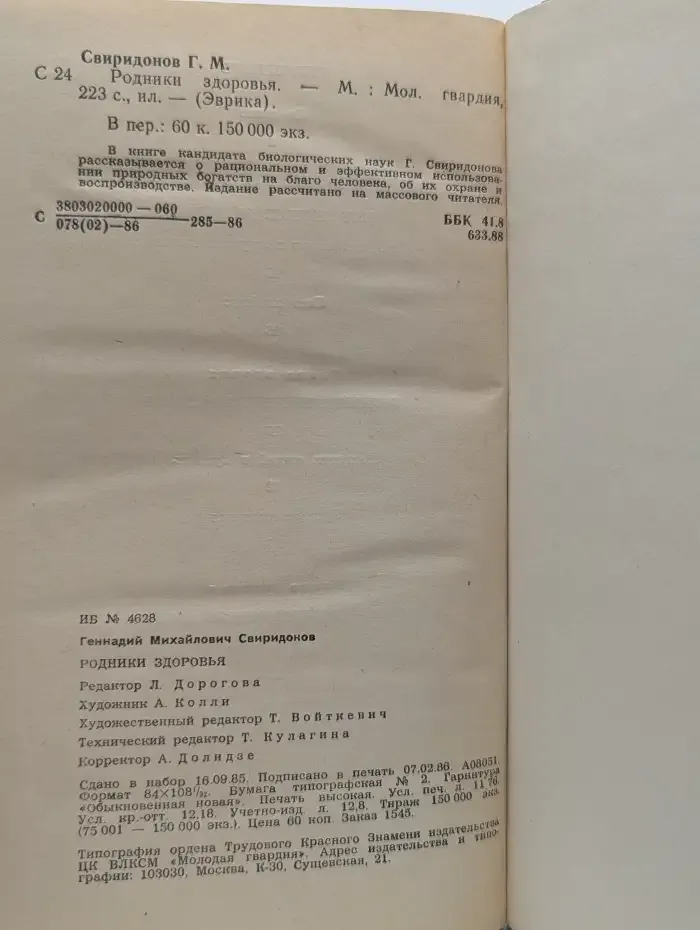 Свиридонов Г. М.
С 24 Родники здоровья. — М. : Мол. гвардия,
223 с., ил. — (Эврика).
В пер.: 60 к. 150 000 экз.
В книге кандидата биологических наук Г. Свиридонова
рассказывается о рациональном и эффективном использова-
нии природных богатств на благо человека, об их охране и
воспроизводстве. Издание рассчитано на массового читателя.
С 3803020000—060
078(02)—86 285—86 ББК 41.8
633.88
ИБ № 4628
Геннадий Михайлович Свиридонов
РОДНИКИ ЗДОРОВЬЯ
Редактор Л. Дорогова
Художник А. Колли
Художественный редактор Т. Войткевич
Технический редактор Т. Кулагина
Корректор А. Долидзе
Сдано в набор 16.09.85. Подписано в печать 07.02.86. А08051.
Формат 84×108¹/₃₂. Бумага типографская № 2. Гарнитура
«Обыкновенная новая». Печать высокая. Усл. печ. л. 11,76.
Усл. кр.-отт. 12,18. Учетно-изд. л. 12,8. Тираж 150 000 экз.
(75 001 — 150 000 экз.). Цена 60 коп. Заказ 1545.
Типография ордена Трудового Красного Знамени издательства
ЦК ВЛКСМ «Молодая гвардия». Адрес издательства и типо-
графии: 103030, Москва, К-30, Сущевская, 21.